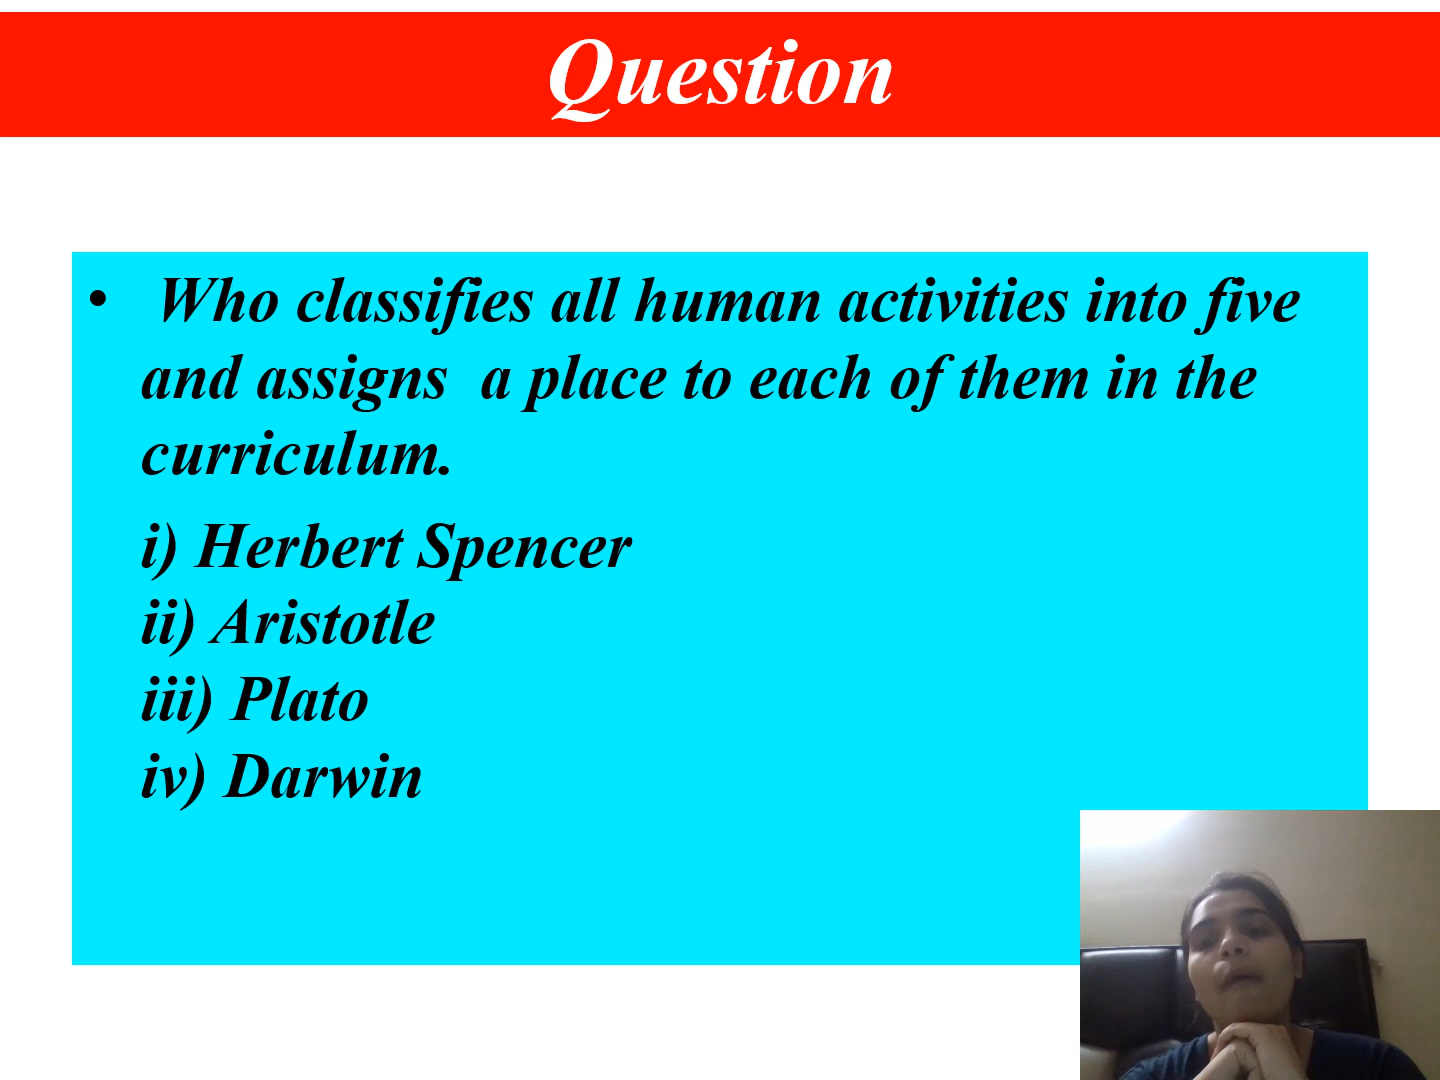 Question
• Who classifies all human activities into five
and assigns a place to each of them in the
curriculum.
i) Herbert Spencer
ii) Aristotle
iii) Plato
iv) Darwin